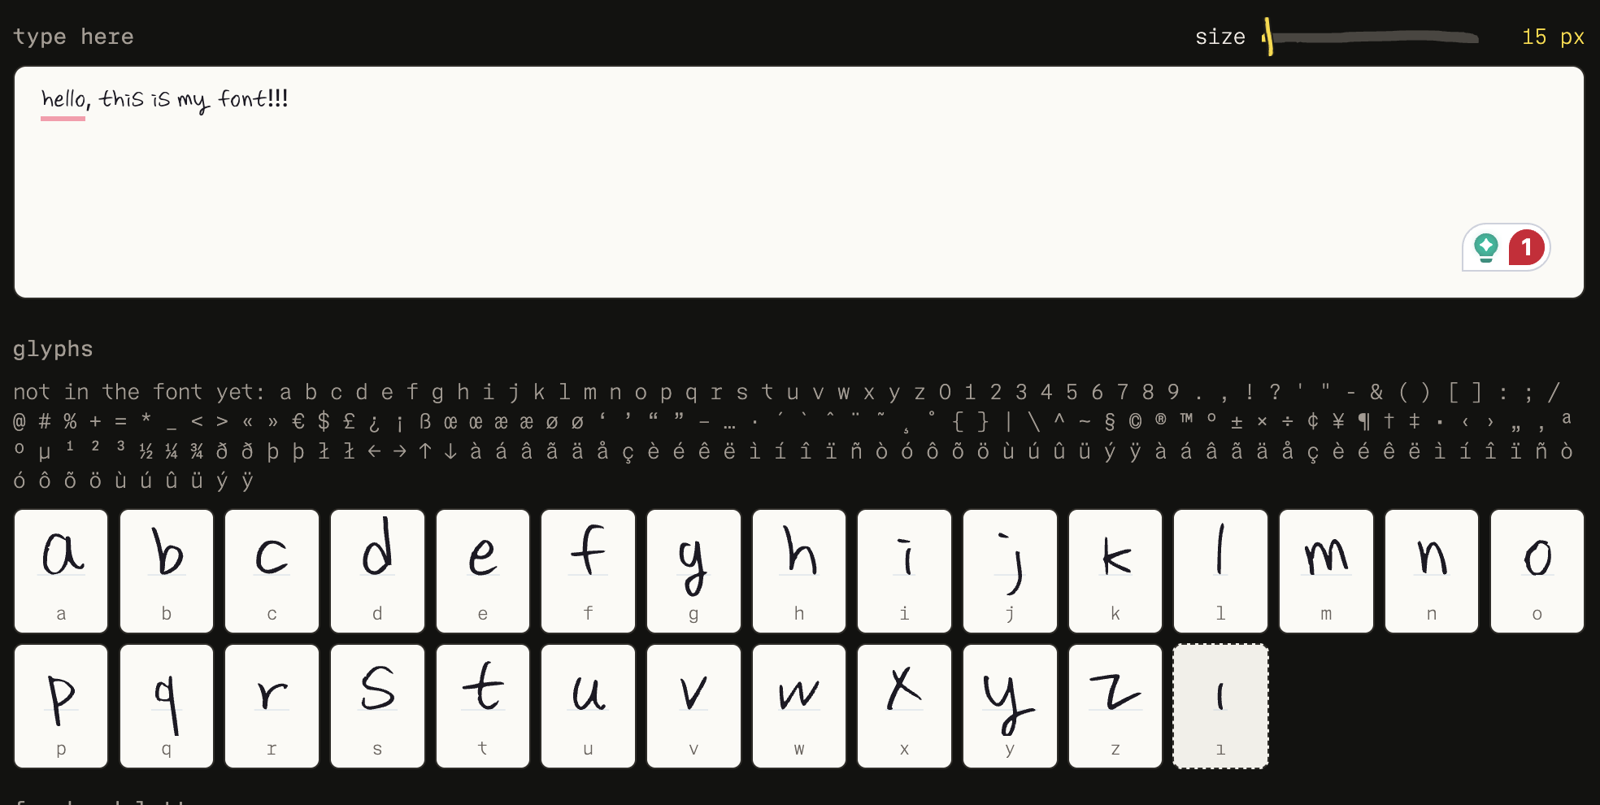 type here
size 15 px
hello, this is my font!!!
1
glyphs
not in the font yet: a b c d e f g h i j k l m n o p q r s t u v w x y z 0 1 2 3 4 5 6 7 8 9 . , ! ? ' " - & ( ) [ ] : ; /
@ # % + = * _ < > « » € $ £ ¿ ¡ ß œ œ æ æ ø ø ‘ ’ “ ” – … · ´ ` ˆ ¨ ˜ ¸ ˚ { } | \ ^ ~ § © ® ™ º ± × ÷ ¢ ¥ ¶ † ‡ • ‹ › „ ‚ ª
º µ ¹ ² ³ ½ ¼ ¾ ð ð þ þ ł ł ← → ↑ ↓ à á â ã ä å ç è é ê ë ì í î ï ñ ò ó ô õ ö ù ú û ü ý ÿ à á â ã ä å ç è é ê ë ì í î ï ñ ò
ó ô õ ö ù ú û ü ý ÿ
a b c d e f g h i j k l m n o
a b c d e f g h i j k l m n o
p q r s t u v w x y z ı
p q r s t u v w x y z ı